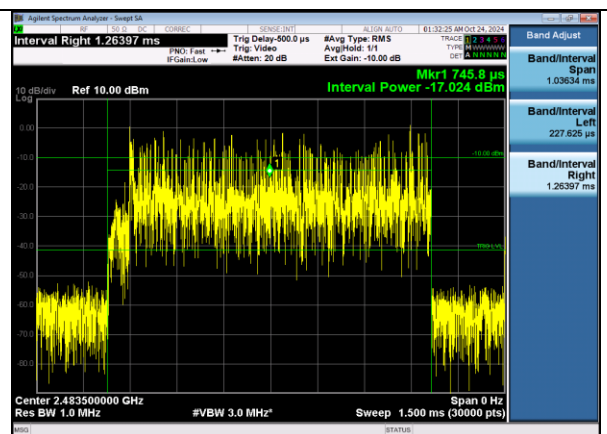 Agilent Spectrum Analyzer - Swept SA
RF 50 Ω DC CORREC SENSE:INT ALIGN AUTO 01:32:25 AM Oct 24, 2024
Interval Right 1.26397 ms
PNO: Fast
IFGain:Low
Trig Delay-500.0 µs
Trig: Video
#Atten: 20 dB
#Avg Type: RMS
Avg|Hold: 1/1
Ext Gain: -10.00 dB
TRACE 1 2 3 4 5 6
TYPE M WWWWW
DET A N N N N N
Mkr1 745.8 µs
Interval Power -17.024 dBm
10 dB/div Ref 10.00 dBm
Log
0.00
-10.0
-20.0
-30.0
-40.0
-50.0
-60.0
-70.0
-80.0
1
-10.00 dBm
TRIG LVL
Center 2.483500000 GHz
Span 0 Hz
Res BW 1.0 MHz
#VBW 3.0 MHz*
Sweep 1.500 ms (30000 pts)
MSG
STATUS
Band Adjust
Band/Interval
Span
1.03634 ms
Band/Interval
Left
227.625 µs
Band/Interval
Right
1.26397 ms